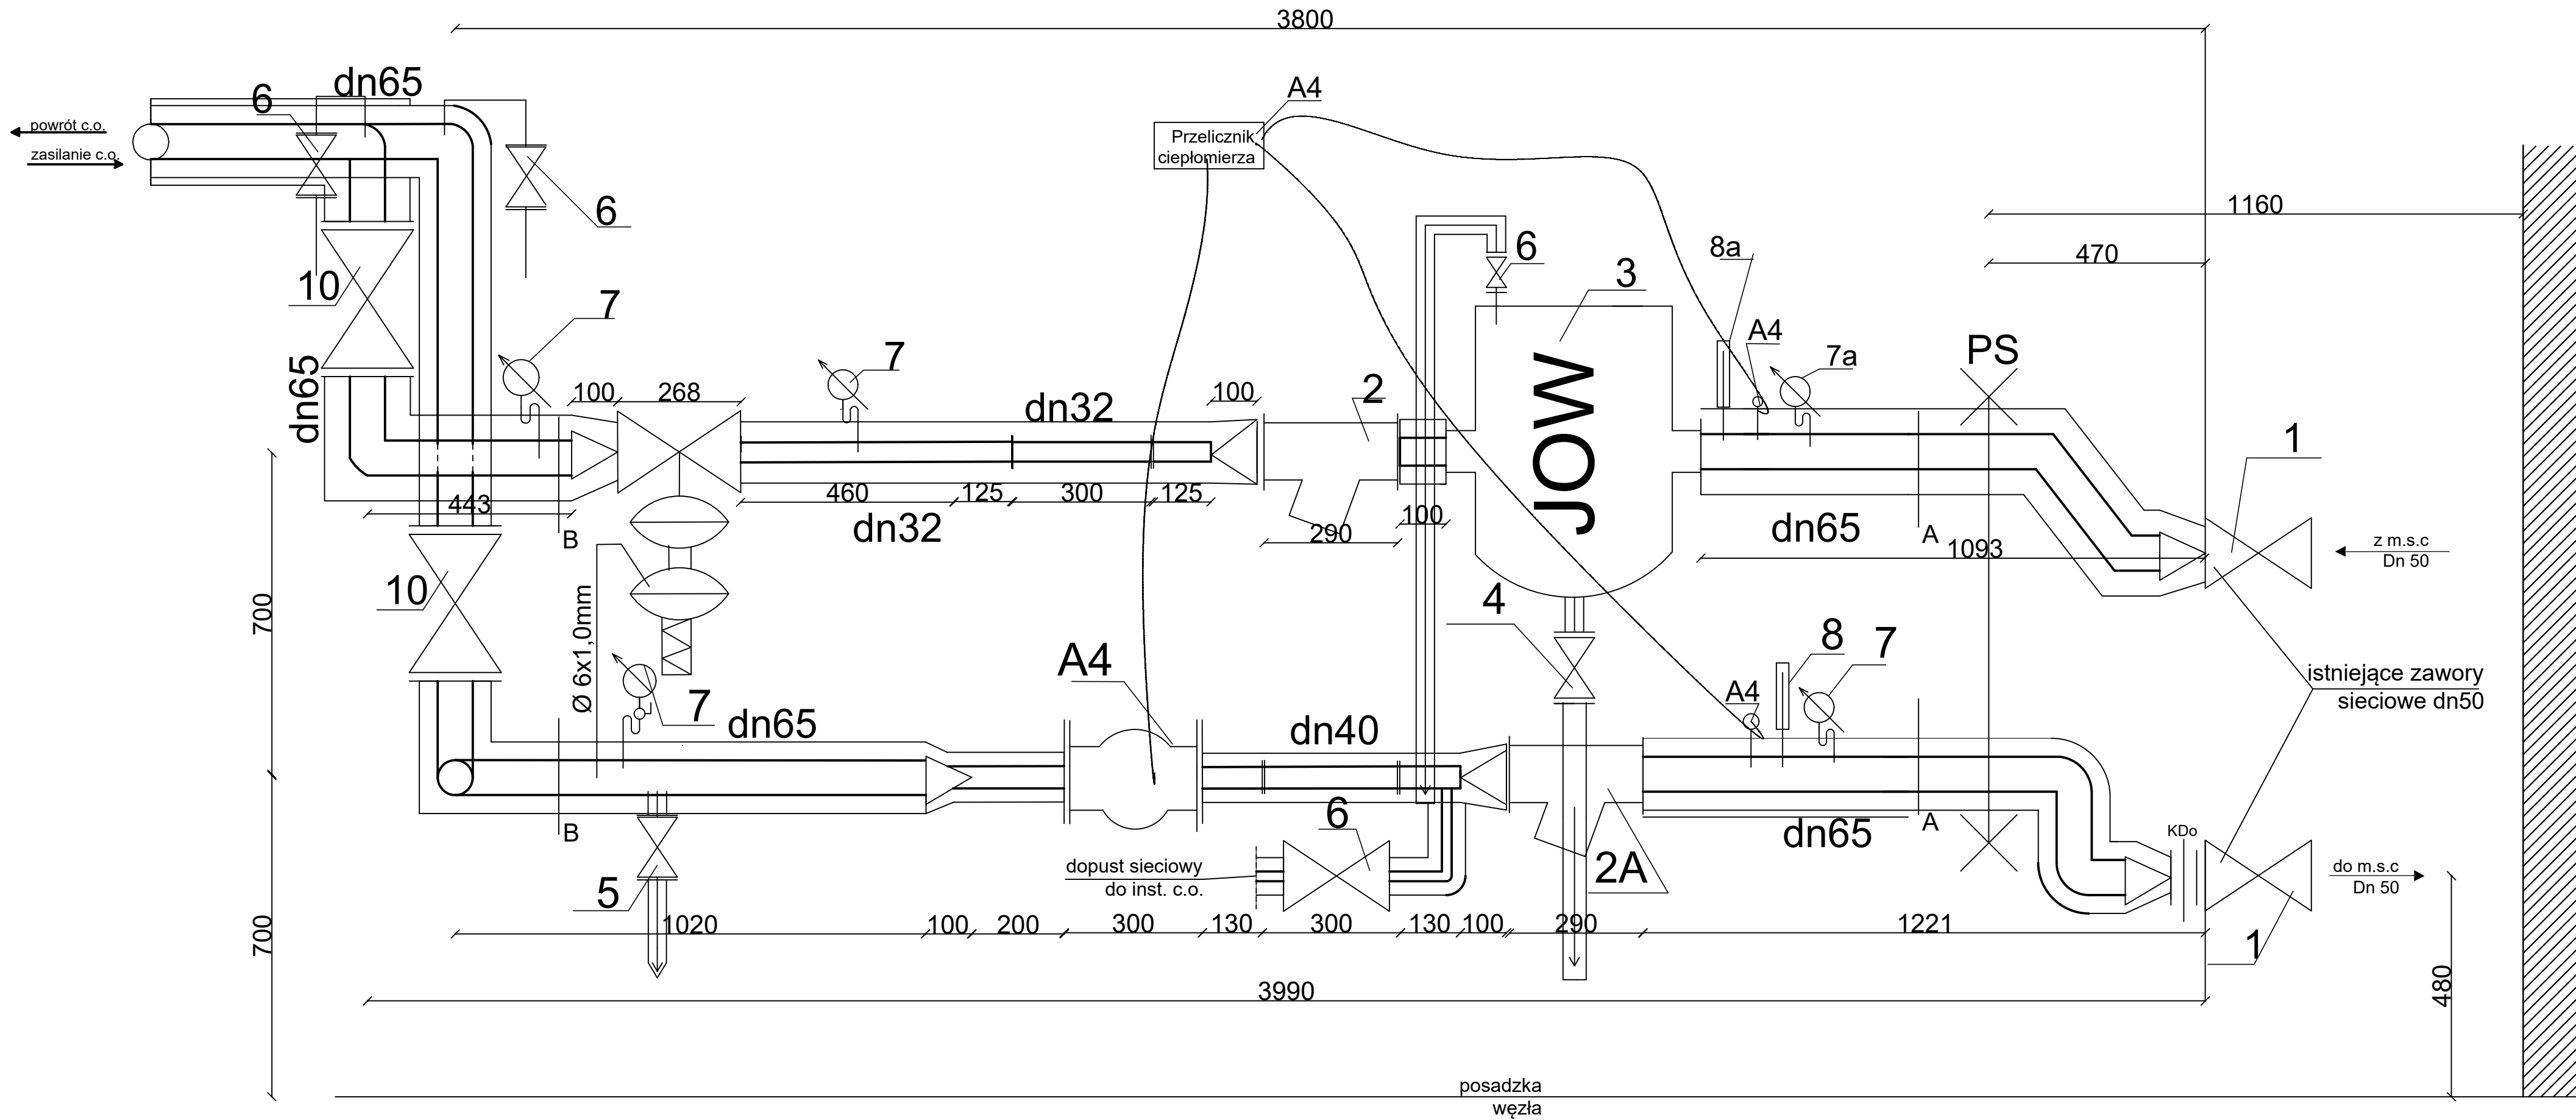 3800
dn65
6
A4
powrót c.o.
zasilanie c.o.
Przelicznik
ciepłomierza
6
1160
6
8a
470
3
10
7
A4
7a
PS
7
dn65
100
268
dn32
100
2
JOW
1
443
460
125
300
125
100
dn32
290
dn65
A
1093
B
z m.s.c
Dn 50
10
700
Ø 6x1,0mm
4
A4
8
7
istniejące zawory
sieciowe dn50
7
dn65
dn40
A4
6
dn65
A
KDo
B
dopust sieciowy
do inst. c.o.
2A
do m.s.c
Dn 50
5
700
1020
100
200
300
130
300
130
100
290
1221
1
480
3990
posadzka
węzła